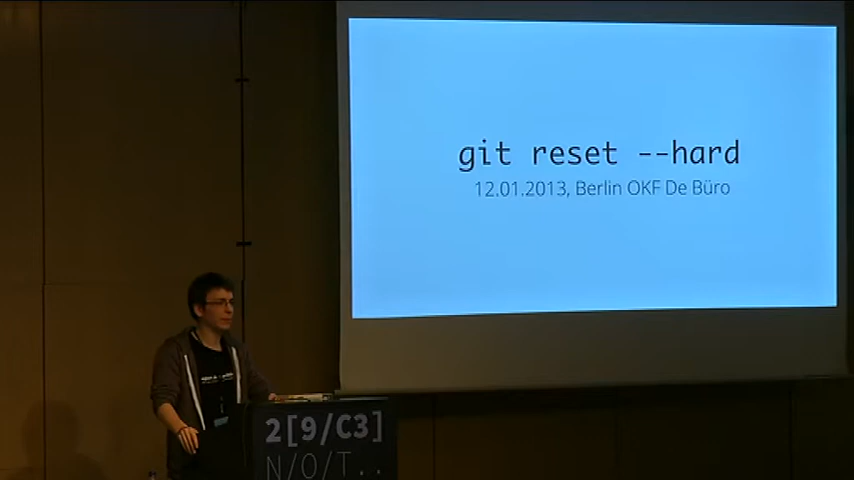 git reset --hard
12.01.2013, Berlin OKF De Büro
2[9/C3]
N/O/T..